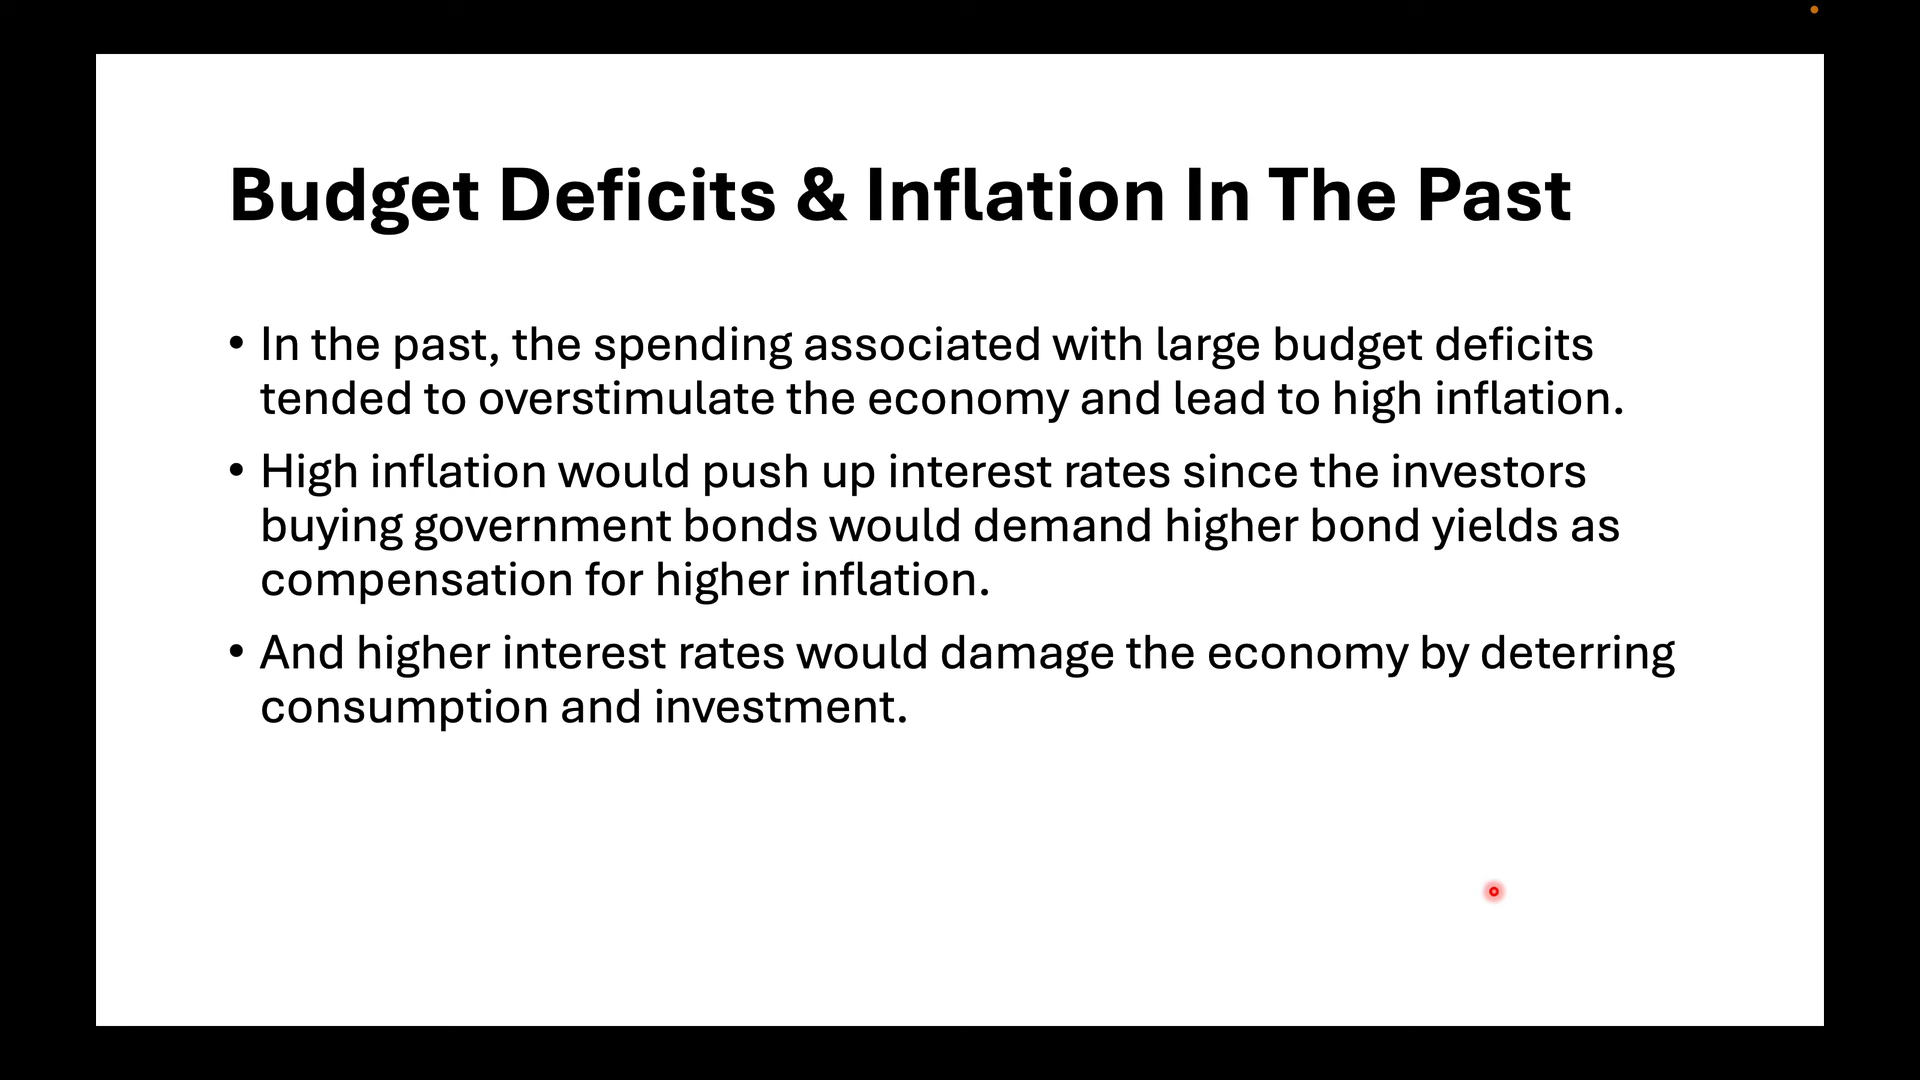 Budget Deficits & Inflation In The Past
• In the past, the spending associated with large budget deficits
tended to overstimulate the economy and lead to high inflation.
• High inflation would push up interest rates since the investors
buying government bonds would demand higher bond yields as
compensation for higher inflation.
• And higher interest rates would damage the economy by deterring
consumption and investment.